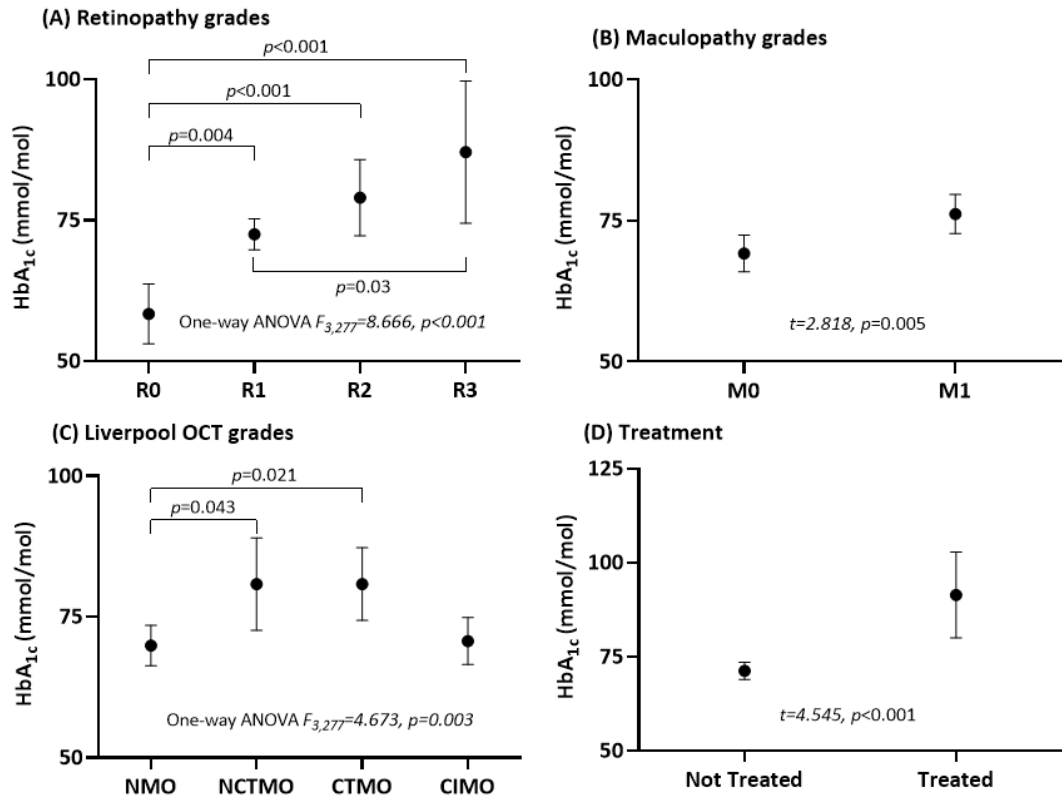 (A) Retinopathy grades
p<0.001
p<0.001
p=0.004
100
75
50
HbA1c (mmol/mol)
p=0.03
One-way ANOVA F3,277=8.666, p<0.001
R0 R1 R2 R3
(B) Maculopathy grades
100
75
50
HbA1c (mmol/mol)
t=2.818, p=0.005
M0 M1
(C) Liverpool OCT grades
p=0.021
p=0.043
100
75
50
HbA1c (mmol/mol)
One-way ANOVA F3,277=4.673, p=0.003
NMO NCTMO CTMO CIMO
(D) Treatment
125
100
75
50
HbA1c (mmol/mol)
t=4.545, p<0.001
Not Treated Treated